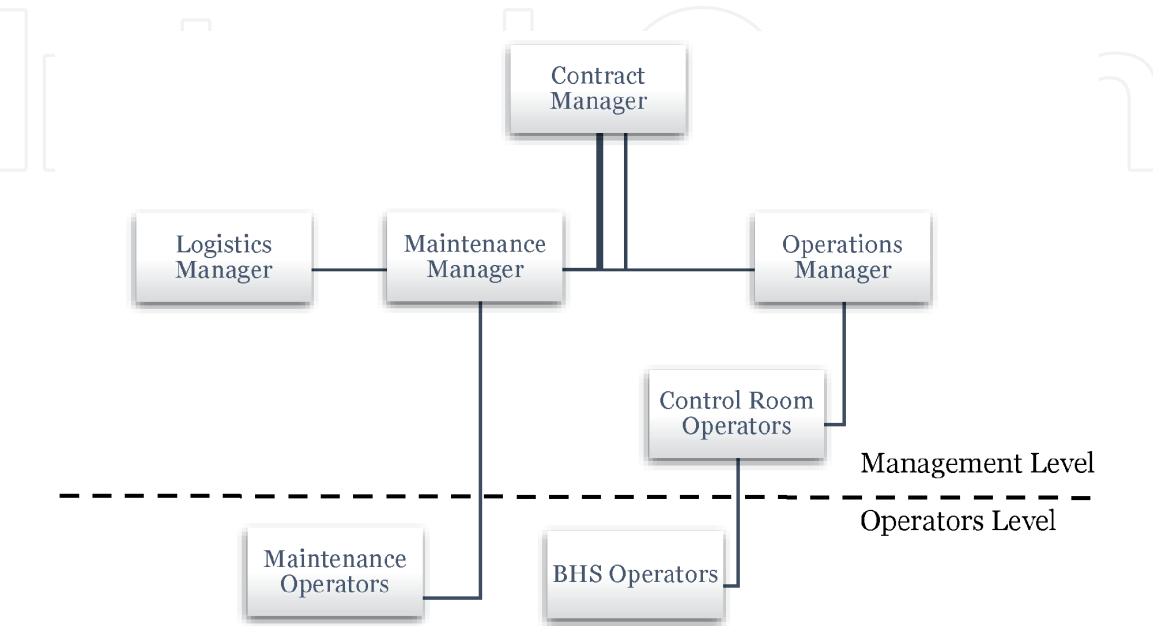 Contract
Manager
Logistics
Manager
Maintenance
Manager
Operations
Manager
Control Room
Operators
Management Level
Operators Level
Maintenance
Operators
BHS Operators